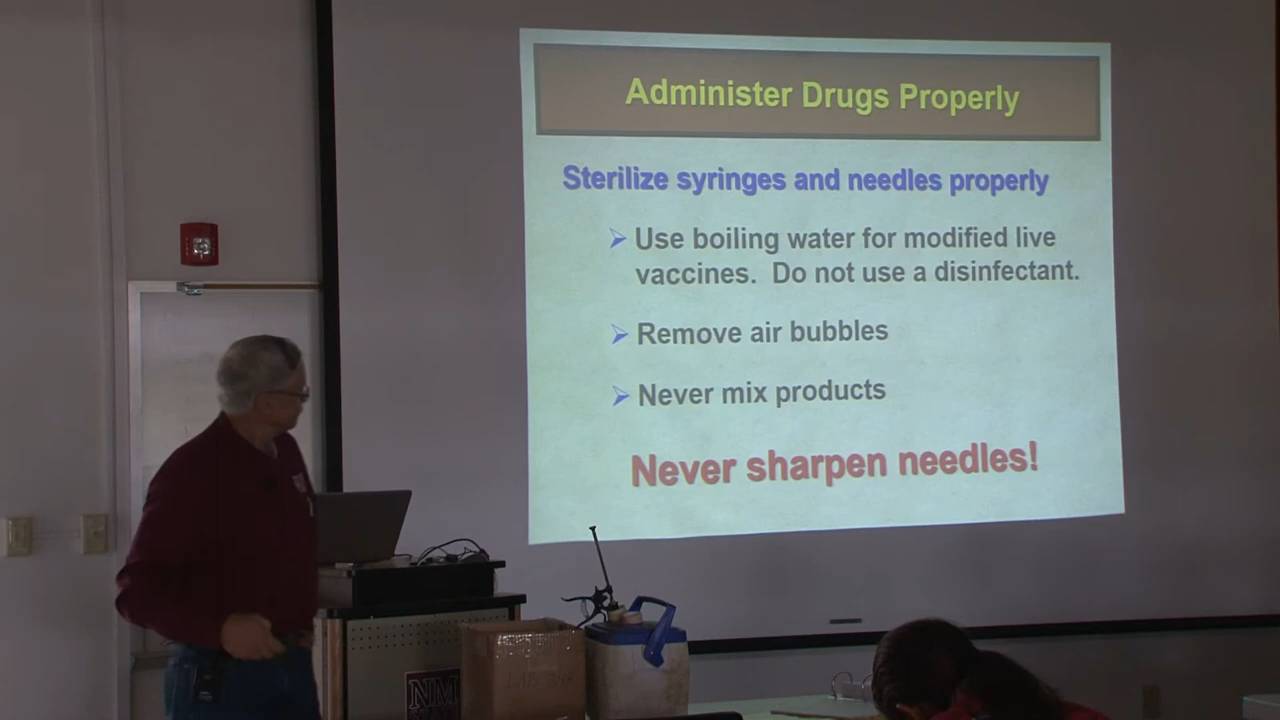 Administer Drugs Properly
Sterilize syringes and needles properly
Use boiling water for modified live
vaccines. Do not use a disinfectant.
Remove air bubbles
Never mix products
Never sharpen needles!
NM